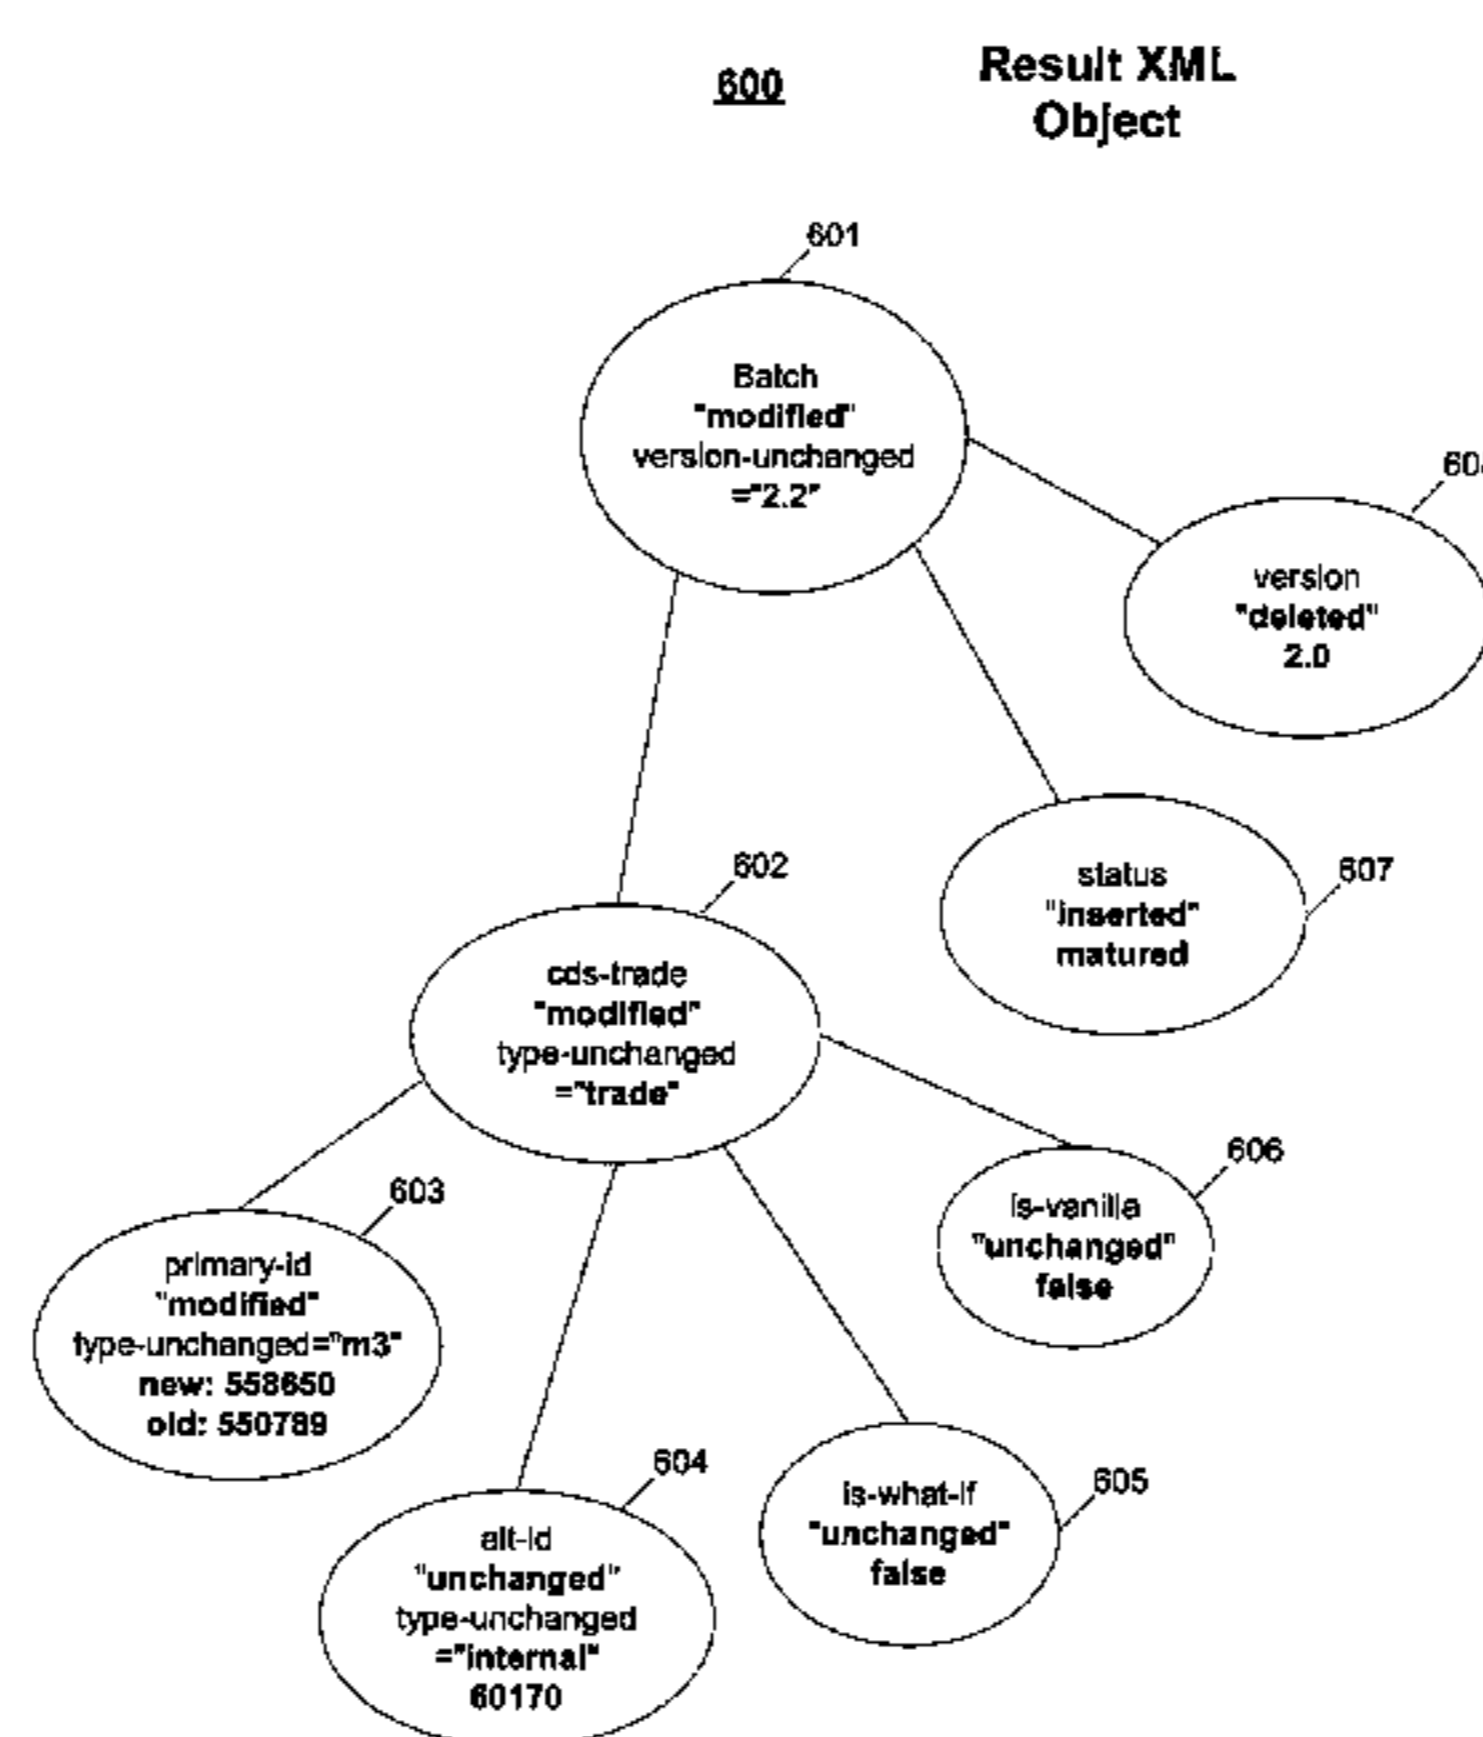 600
Result XML
Object
601
Batch
"modified"
version-unchanged
="2.2"
version
"deleted"
2.0
status
"inserted"
matured
607
602
cds-trade
"modified"
type-unchanged
="trade"
606
is-vanilla
"unchanged"
false
603
primary-id
"modified"
type-unchanged="m3"
new: 558650
old: 550789
604
alt-id
"unchanged"
type-unchanged
="internal"
60170
605
is-what-if
"unchanged"
false